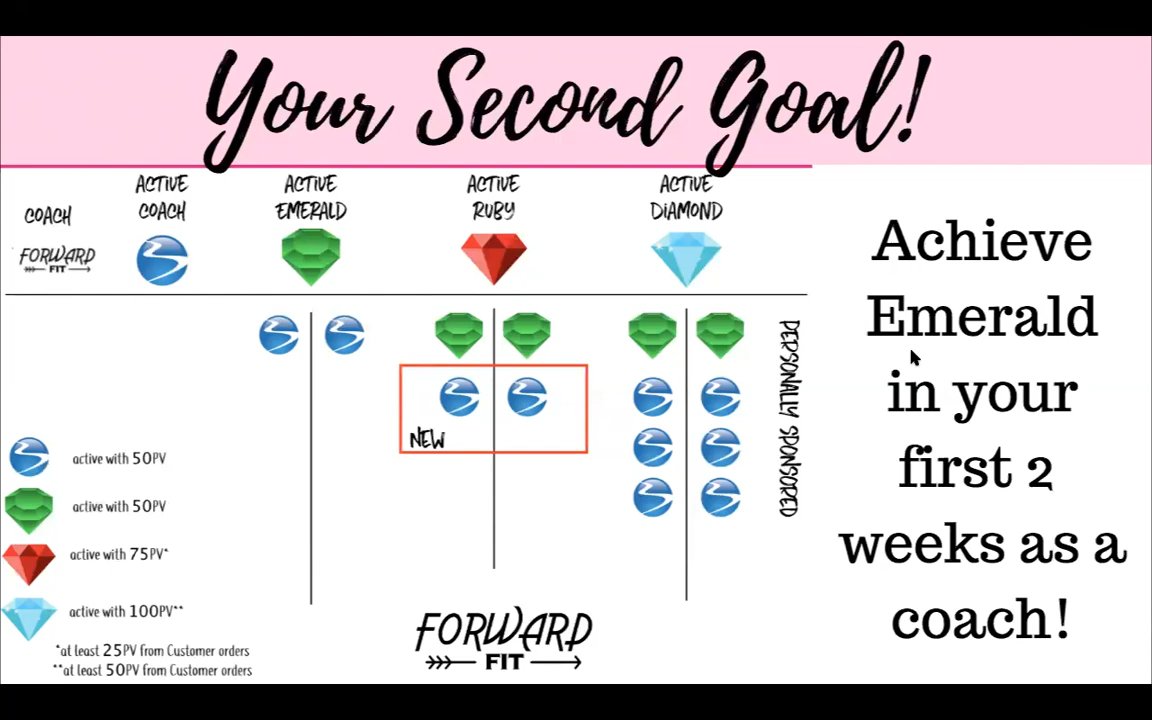 Your Second Goal!
COACH
ACTIVE
COACH
ACTIVE
EMERALD
ACTIVE
RUBY
ACTIVE
DIAMOND
FORWARD
FIT
NEW
PERSONALLY SPONSORED
active with 50PV
active with 50PV
active with 75PV*
active with 100PV**
*at least 25PV from Customer orders
**at least 50PV from Customer orders
FORWARD
FIT
Achieve
Emerald
in your
first 2
weeks as a
coach!